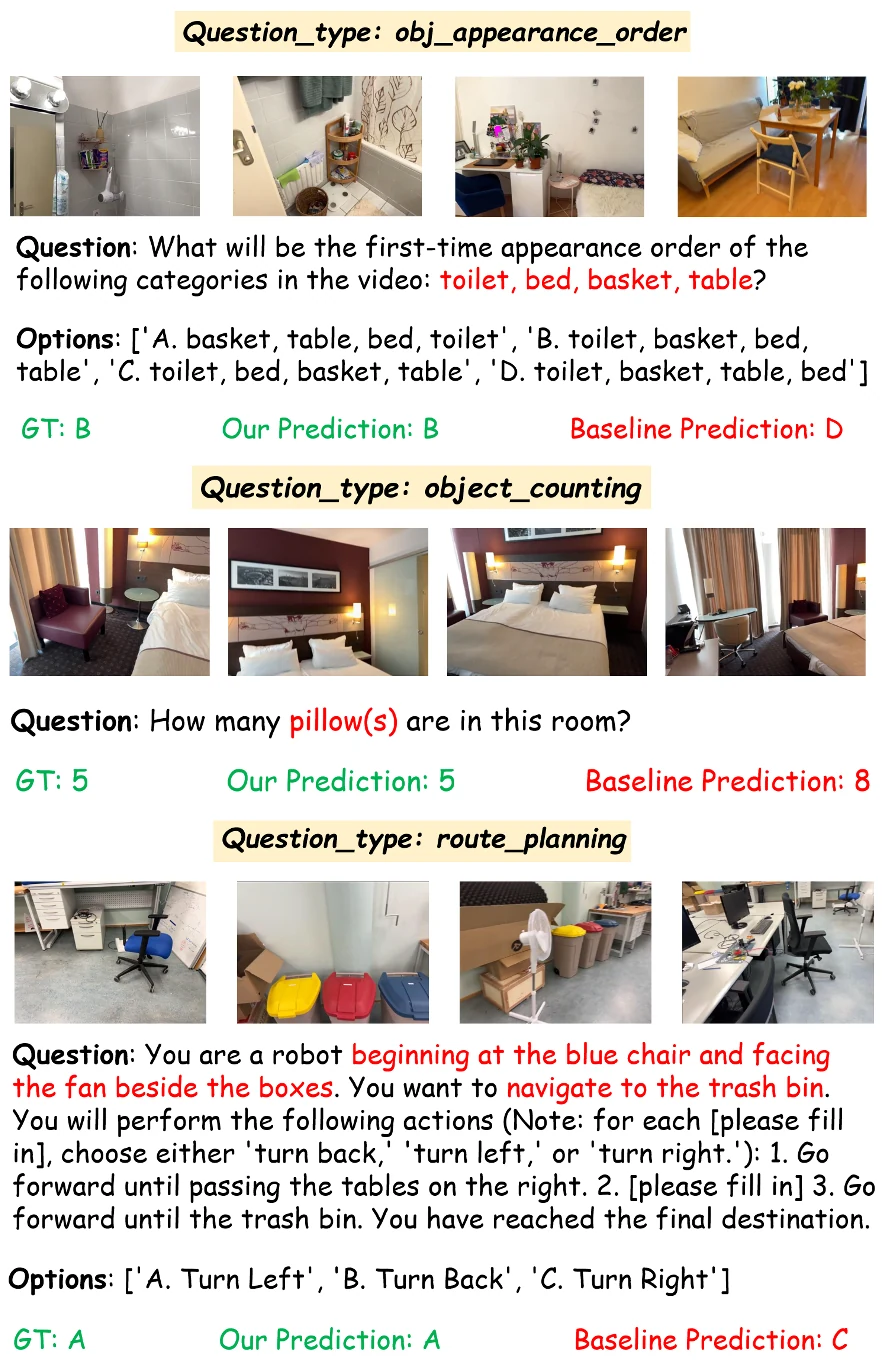 Question_type: obj_appearance_order
Question: What will be the first-time appearance order of the
following categories in the video: toilet, bed, basket, table?
Options: ['A. basket, table, bed, toilet', 'B. toilet, basket, bed,
table', 'C. toilet, bed, basket, table', 'D. toilet, basket, table, bed']
GT: B Our Prediction: B Baseline Prediction: D
Question_type: object_counting
Question: How many pillow(s) are in this room?
GT: 5 Our Prediction: 5 Baseline Prediction: 8
Question_type: route_planning
Question: You are a robot beginning at the blue chair and facing
the fan beside the boxes. You want to navigate to the trash bin.
You will perform the following actions (Note: for each [please fill
in], choose either 'turn back,' 'turn left,' or 'turn right.'): 1. Go
forward until passing the tables on the right. 2. [please fill in] 3. Go
forward until the trash bin. You have reached the final destination.
Options: ['A. Turn Left', 'B. Turn Back', 'C. Turn Right']
GT: A Our Prediction: A Baseline Prediction: C